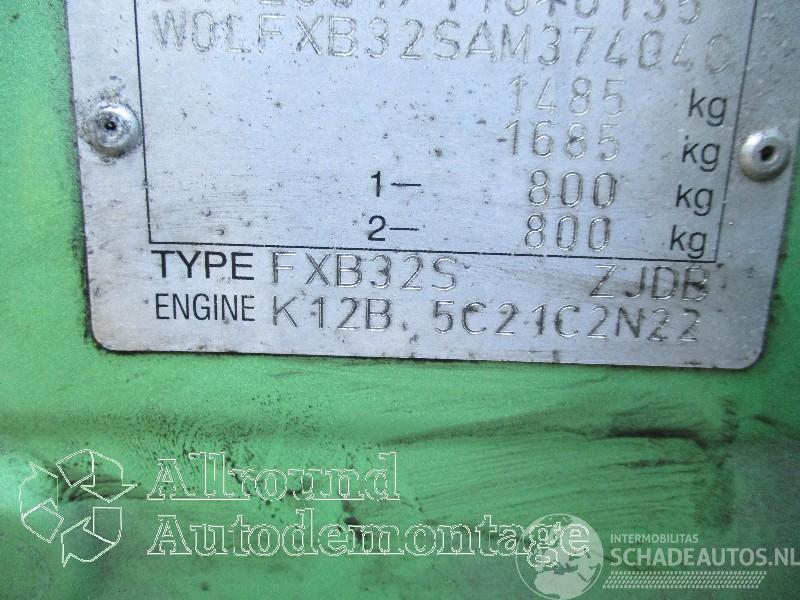 W0LFXB32SAM374040
1485 kg
1685 kg
1– 800 kg
2– 800 kg
TYPE FXB32S ZJDB
ENGINE K12B 5C21C2N22
Allround
Autodemontage
INTERMOBILITAS
SCHADEAUTOS.NL